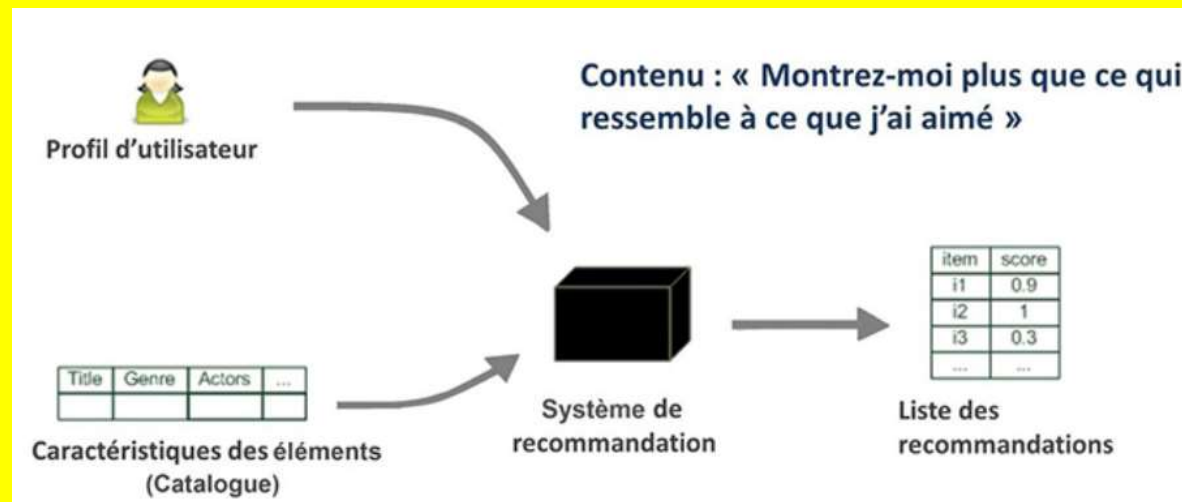 Contenu : « Montrez-moi plus que ce qui
ressemble à ce que j'ai aimé »
Profil d'utilisateur
Title Genre Actors ...
Caractéristiques des éléments
(Catalogue)
Système de
recommandation
item score
i1 0.9
i2 1
i3 0.3
... ...
Liste des
recommandations